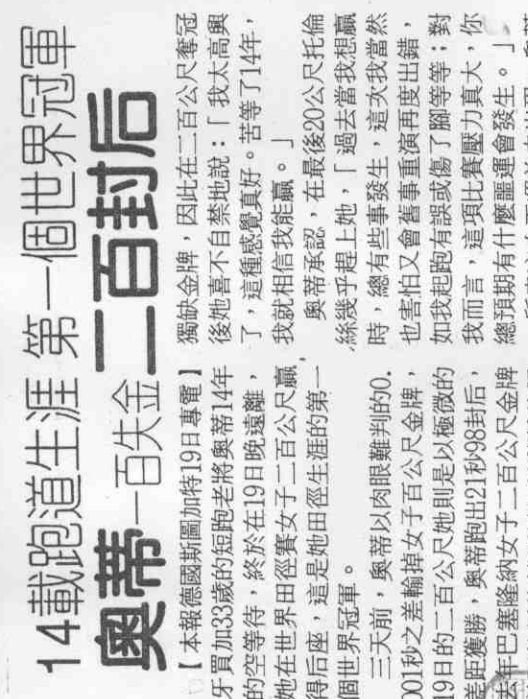 14載跑道生涯 第一個世界冠軍
奧蒂一百失金二百封后
【本報德國斯圖加特19日專電】
牙買加33歲的短跑老將奧蒂14年
的空等待，終於在19日晚遠離，
她在世界田徑賽女子二百公尺贏
得后座，這是她田徑生涯的第一
個世界冠軍。
三天前，奧蒂以肉眼難判的0.
001秒之差輸掉女子百公尺金牌，
19日的二百公尺她則是以極微的
差距獲勝，奧蒂跑出21秒98封后，
去年巴塞隆納女子二百公尺金牌
獨缺金牌，因此在二百公尺奪冠
後她喜不自禁地說：「我太高興
了，這種感覺真好。苦等了14年，
我就相信我能贏。」
奧蒂承認，在最後20公尺托倫
絲幾乎趕上她，「過去當我想贏
時，總有些事發生，這次我當然
也害怕又會舊事重演再度出錯，
如我起跑有誤或傷了腳等等；對
我而言，這項比賽壓力真大，你
總預期有什麼噩運會發生。」